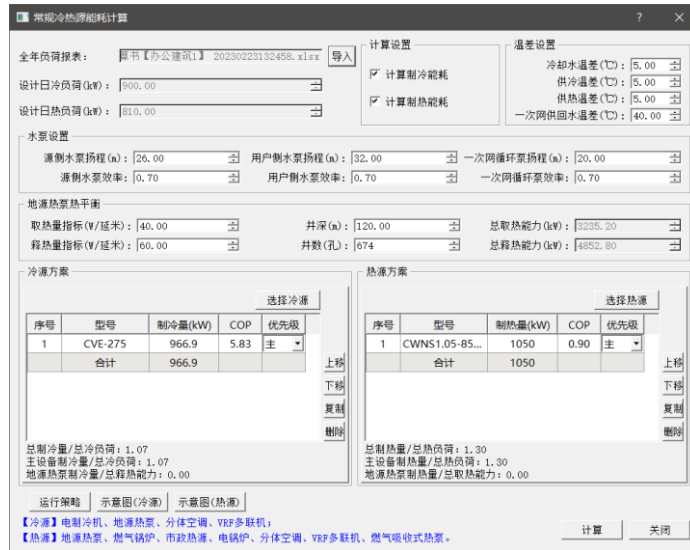 常规冷热源能耗计算 ? ×
全年负荷报表： 算书【办公建筑1】 20230223132458.xlsx 导入
设计日冷负荷(kW)： 900.00
设计日热负荷(kW)： 810.00
计算设置
计算制冷能耗
计算制热能耗
温差设置
冷却水温差(℃)： 5.00
供冷温差(℃)： 5.00
供热温差(℃)： 5.00
一次网供回水温差(℃)： 40.00
水泵设置
源侧水泵扬程(m)： 26.00 用户侧水泵扬程(m)： 32.00 一次网循环泵扬程(m)： 20.00
源侧水泵效率： 0.70 用户侧水泵效率： 0.70 一次网循环泵效率： 0.70
地源热泵热平衡
取热量指标(W/延米)： 40.00 井深(m)： 120.00 总取热能力(kW)： 3235.20
释热量指标(W/延米)： 60.00 井数(孔)： 674 总释热能力(kW)： 4852.80
冷源方案
选择冷源
序号 型号 制冷量(kW) COP 优先级
1 CVE-275 966.9 5.83 主
合计 966.9
上移
下移
复制
删除
总制冷量/总冷负荷：1.07
主设备制冷量/总冷负荷：1.07
地源热泵制冷量/总释热能力：0.00
热源方案
选择热源
序号 型号 制热量(kW) COP 优先级
1 CWNS1.05-85... 1050 0.90 主
合计 1050
上移
下移
复制
删除
总制热量/总热负荷：1.30
主设备制热量/总热负荷：1.30
地源热泵制热量/总取热能力：0.00
运行策略 示意图(冷源) 示意图(热源)
【冷源】电制冷机、地源热泵、分体空调、VRF多联机；
【热源】地源热泵、燃气锅炉、市政热源、电锅炉、分体空调、VRF多联机、燃气吸收式热泵。
计算 关闭